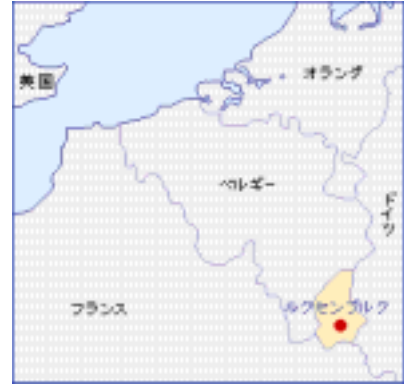 英国
オランダ
ベルギー
ドイツ
フランス
ルクセンブルク